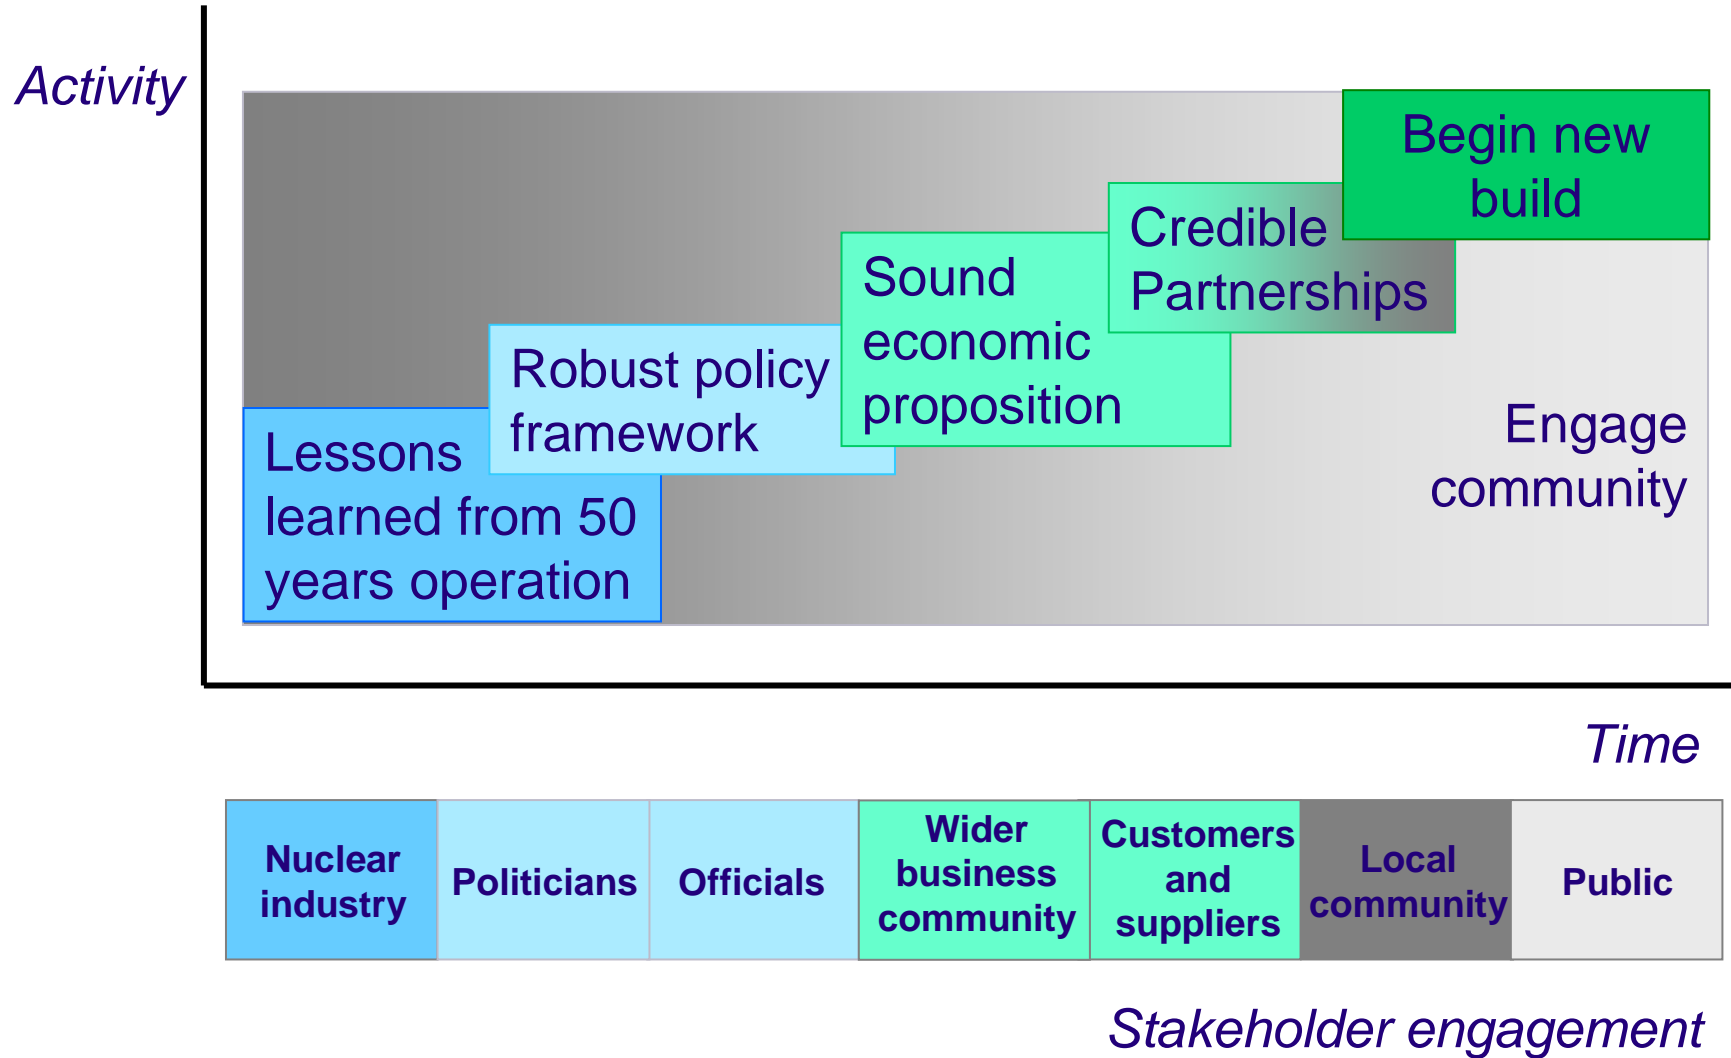 Activity
Begin new
build
Credible
Partnerships
Sound
economic
proposition
Robust policy
framework
Lessons
learned from 50
years operation
Engage
community
Time
Nuclear
industry
Politicians
Officials
Wider
business
community
Customers
and
suppliers
Local
community
Public
Stakeholder engagement